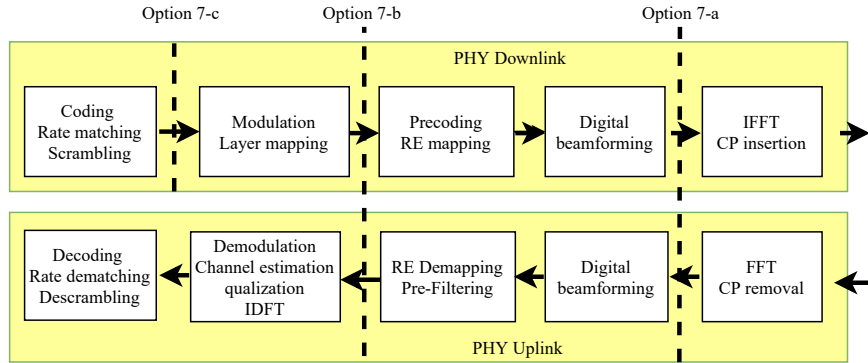 Option 7-c
Option 7-b
Option 7-a
PHY Downlink
Coding
Rate matching
Scrambling
Modulation
Layer mapping
Precoding
RE mapping
Digital
beamforming
IFFT
CP insertion
Decoding
Rate dematching
Descrambling
Demodulation
Channel estimation
qualization
IDFT
RE Demapping
Pre-Filtering
Digital
beamforming
FFT
CP removal
PHY Uplink